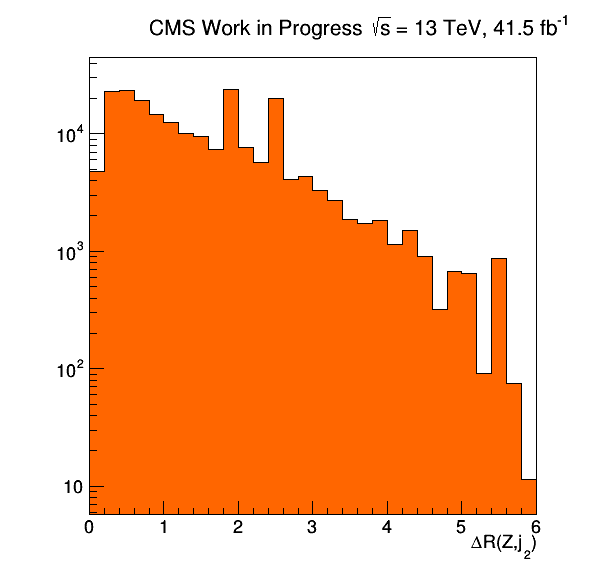 CMS Work in Progress √s = 13 TeV, 41.5 fb⁻¹
10⁴
10³
10²
10
0 1 2 3 4 5 6
ΔR(Z,j₂)